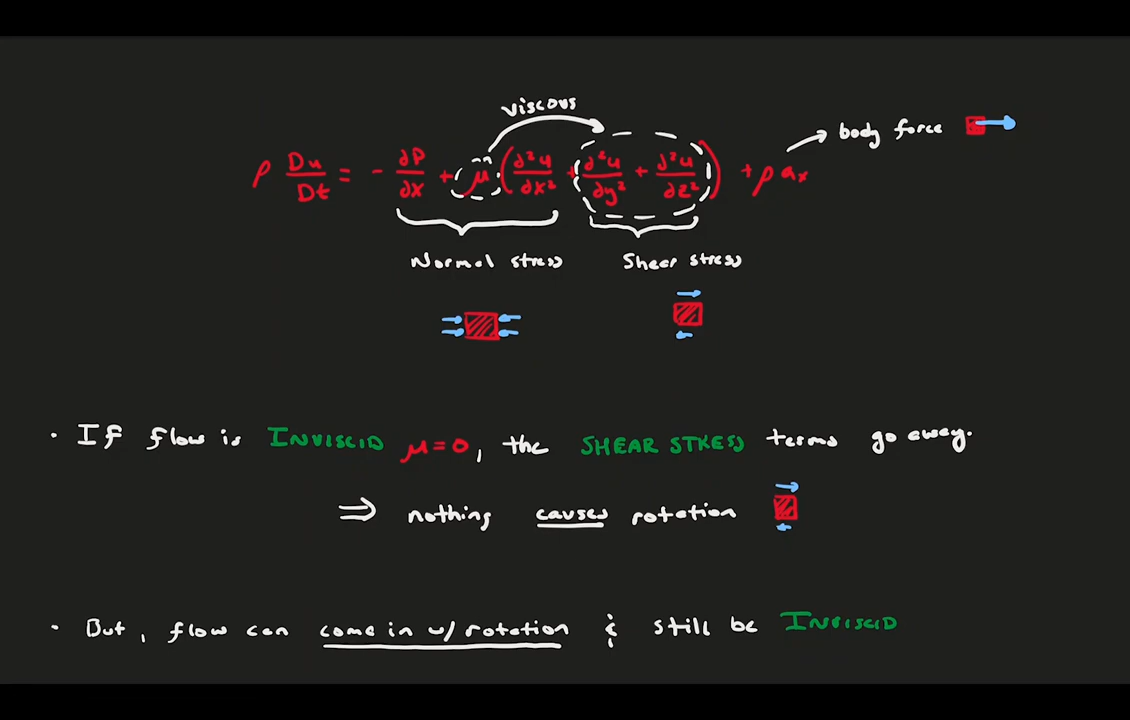 viscous
body force
ρ Du/Dt = - ∂P/∂x + μ (∂²u/∂x² + ∂²u/∂y² + ∂²u/∂z²) + ρ ax
Normal stress Shear stress
· If flow is INVISCID μ=0, the SHEAR STRESS terms go away.
⇒ nothing causes rotation
· But, flow can come in w/ rotation & still be INVISCID